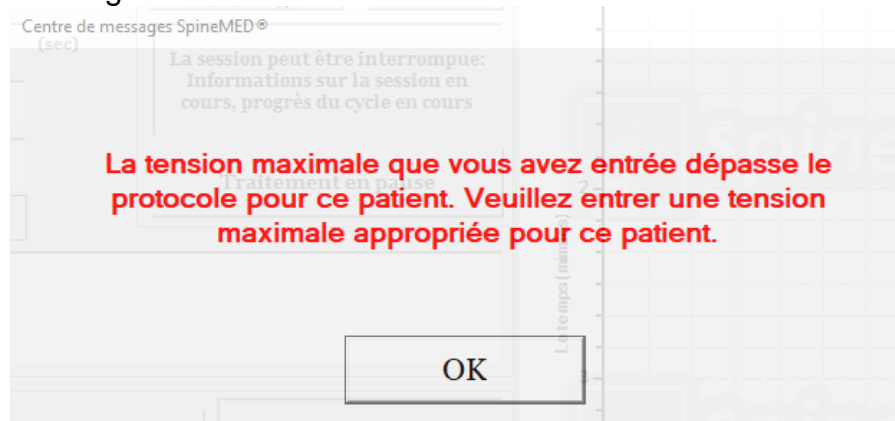 Centre de messages SpineMED®
(sec)
La session peut être interrompue:
Informations sur la session en
cours, progrès du cycle en cours
La tension maximale que vous avez entrée dépasse le
protocole pour ce patient. Veuillez entrer une tension
maximale appropriée pour ce patient.
Traitement en pause
2
Le temps (minutes)
OK
3